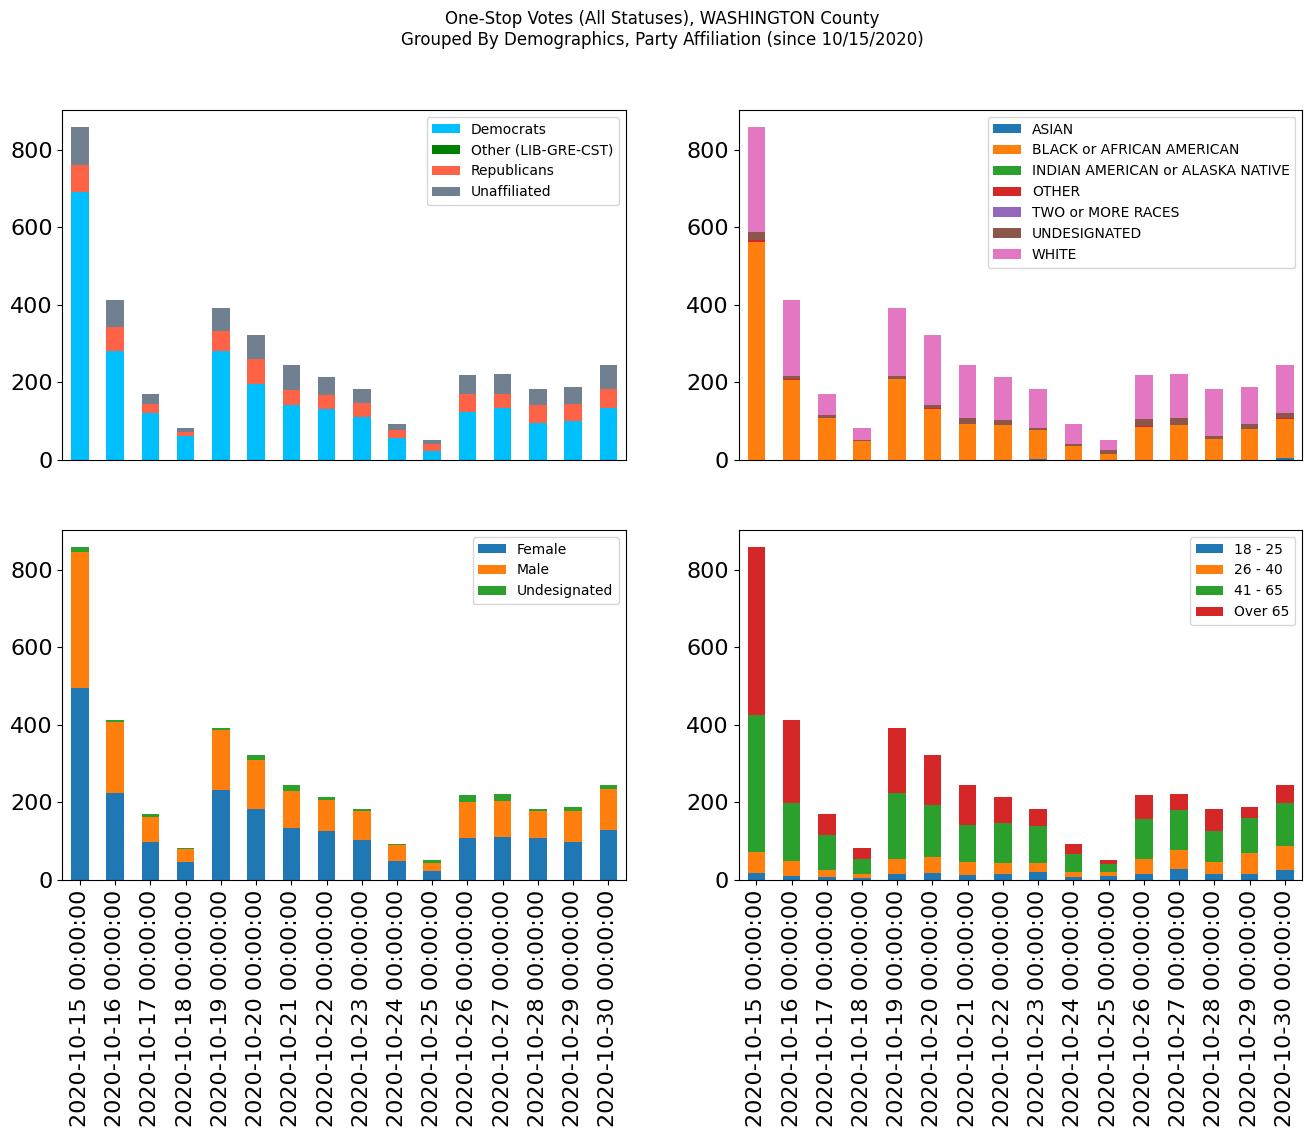 One-Stop Votes (All Statuses), WASHINGTON County
Grouped By Demographics, Party Affiliation (since 10/15/2020)
800
600
400
200
0
Democrats
Other (LIB-GRE-CST)
Republicans
Unaffiliated
800
600
400
200
0
ASIAN
BLACK or AFRICAN AMERICAN
INDIAN AMERICAN or ALASKA NATIVE
OTHER
TWO or MORE RACES
UNDESIGNATED
WHITE
800
600
400
200
0
Female
Male
Undesignated
2020-10-15 00:00:00
2020-10-16 00:00:00
2020-10-17 00:00:00
2020-10-18 00:00:00
2020-10-19 00:00:00
2020-10-20 00:00:00
2020-10-21 00:00:00
2020-10-22 00:00:00
2020-10-23 00:00:00
2020-10-24 00:00:00
2020-10-25 00:00:00
2020-10-26 00:00:00
2020-10-27 00:00:00
2020-10-28 00:00:00
2020-10-29 00:00:00
2020-10-30 00:00:00
800
600
400
200
0
18 - 25
26 - 40
41 - 65
Over 65
2020-10-15 00:00:00
2020-10-16 00:00:00
2020-10-17 00:00:00
2020-10-18 00:00:00
2020-10-19 00:00:00
2020-10-20 00:00:00
2020-10-21 00:00:00
2020-10-22 00:00:00
2020-10-23 00:00:00
2020-10-24 00:00:00
2020-10-25 00:00:00
2020-10-26 00:00:00
2020-10-27 00:00:00
2020-10-28 00:00:00
2020-10-29 00:00:00
2020-10-30 00:00:00